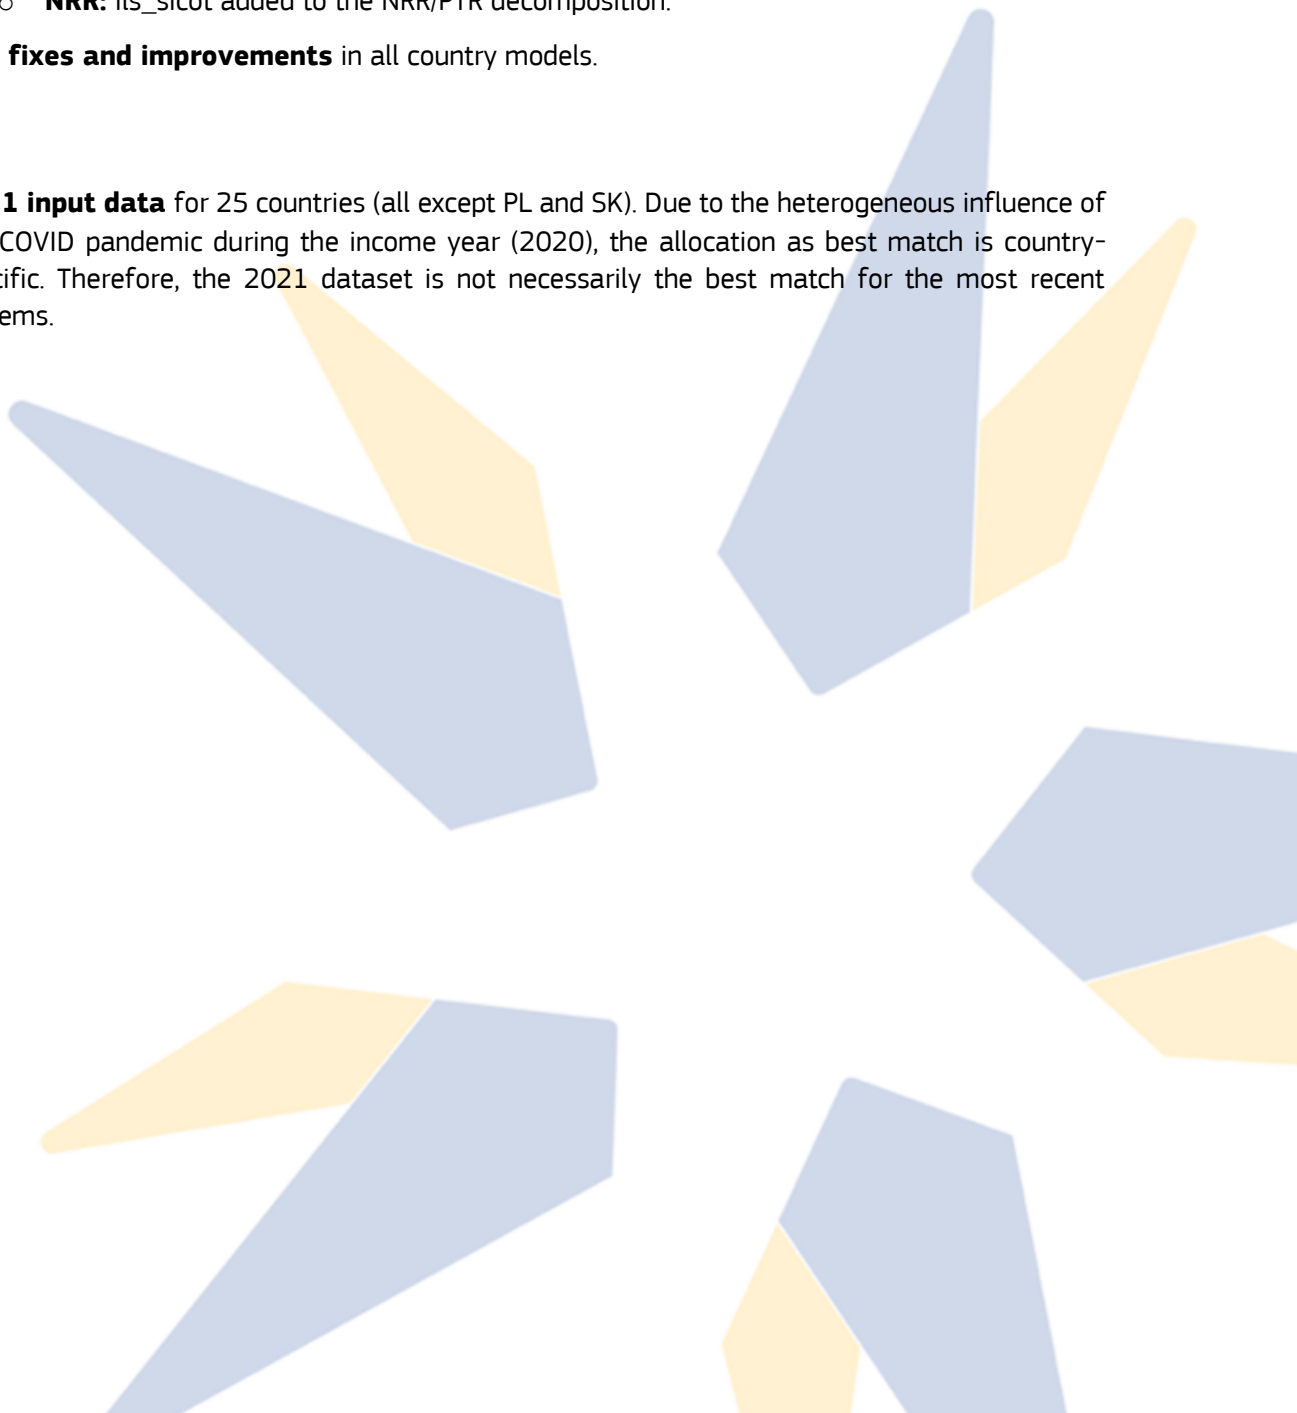 ○ NRR: ils_sicot added to the NRR/PTR decomposition.
fixes and improvements in all country models.
1 input data for 25 countries (all except PL and SK). Due to the heterogeneous influence of
COVID pandemic during the income year (2020), the allocation as best match is country-
ific. Therefore, the 2021 dataset is not necessarily the best match for the most recent
ems.